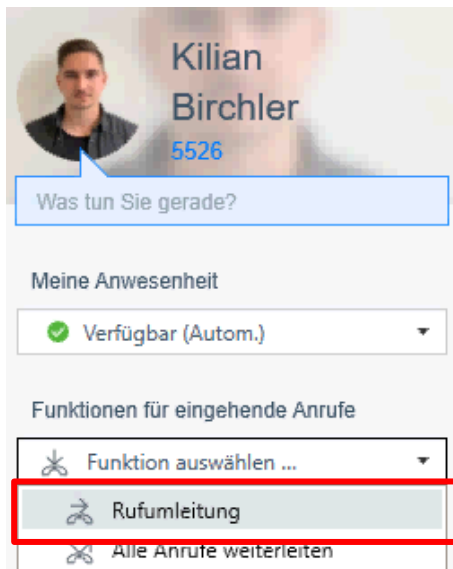 Kilian
Birchler
5526
Was tun Sie gerade?
Meine Anwesenheit
Verfügbar (Autom.)
Funktionen für eingehende Anrufe
Funktion auswählen ...
Rufumleitung
Alle Anrufe weiterleiten